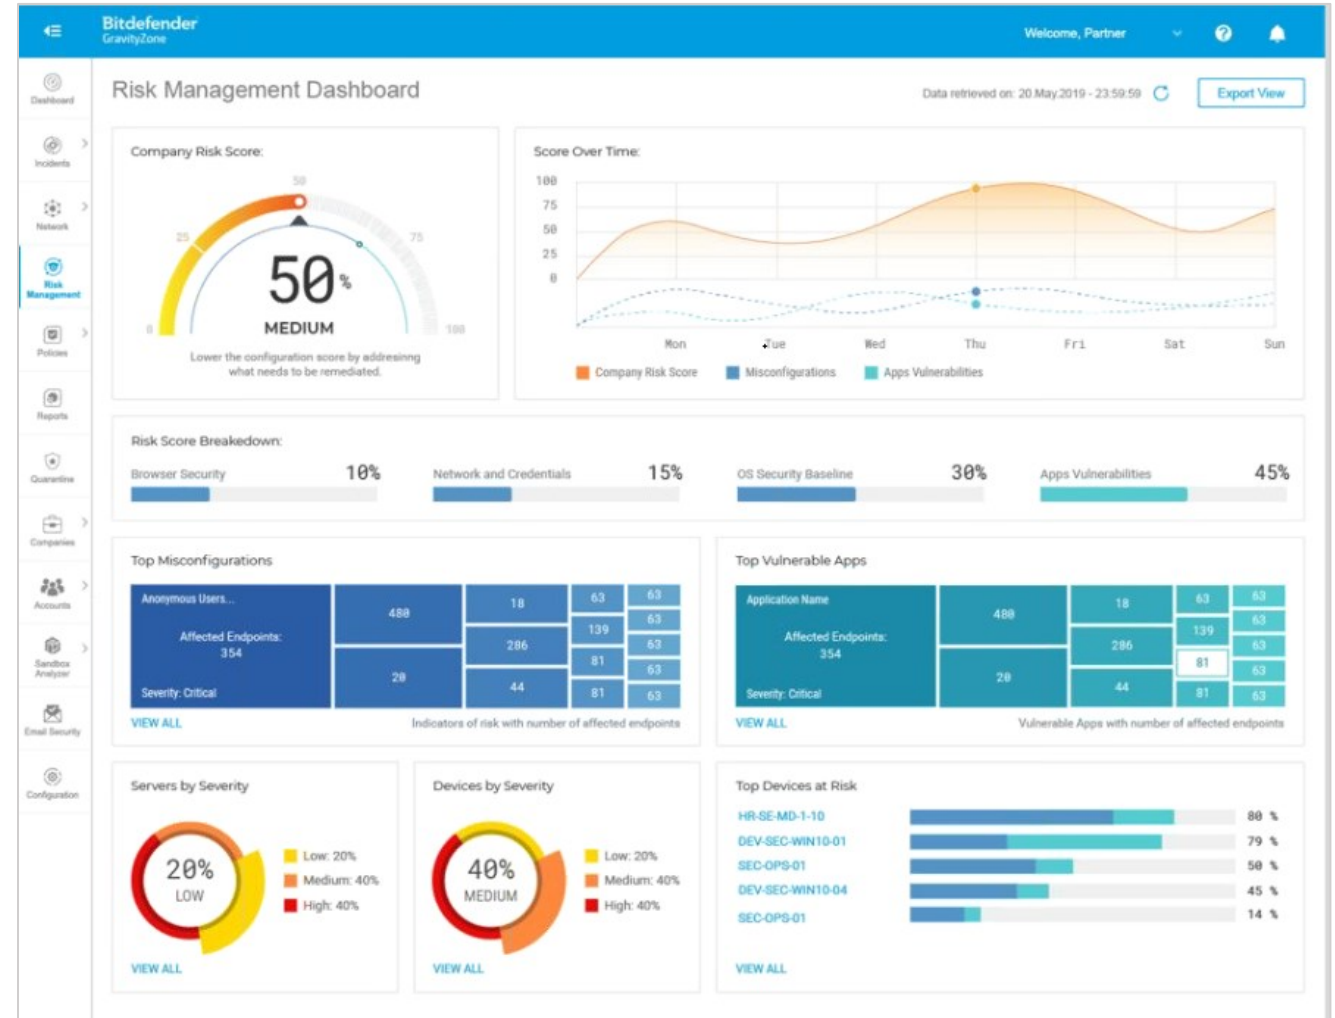 Bitdefender
GravityZone
Welcome, Partner
Dashboard
Incidents
Network
Risk
Management
Policies
Reports
Quarantine
Companies
Accounts
Sandbox
Analyzer
Email Security
Configuration
Risk Management Dashboard
Data retrieved on: 20.May.2019 - 23:59:59
Export View
Company Risk Score:
0
25
50
75
100
50%
MEDIUM
Lower the configuration score by addresinng
what needs to be remediated.
Score Over Time:
100
75
50
25
0
Mon Tue Wed Thu Fri Sat Sun
Company Risk Score Misconfigurations Apps Vulnerabilities
Risk Score Breakedown:
Browser Security 10%
Network and Credentials 15%
OS Security Baseline 30%
Apps Vulnerabilities 45%
Top Misconfigurations
Anonymous Users...
Affected Endpoints:
354
Severity: Critical
480
20
18
286
44
63
139
81
81
63
63
63
63
63
VIEW ALL
Indicators of risk with number of affected endpoints
Top Vulnerable Apps
Application Name
Affected Endpoints:
354
Severity: Critical
480
20
18
286
44
63
139
81
81
63
63
63
63
63
VIEW ALL
Vulnerable Apps with number of affected endpoints
Servers by Severity
20%
LOW
Low: 20%
Medium: 40%
High: 40%
VIEW ALL
Devices by Severity
40%
MEDIUM
Low: 20%
Medium: 40%
High: 40%
VIEW ALL
Top Devices at Risk
HR-SE-MD-1-10 80 %
DEV-SEC-WIN10-01 79 %
SEC-OPS-01 50 %
DEV-SEC-WIN10-04 45 %
SEC-OPS-01 14 %
VIEW ALL